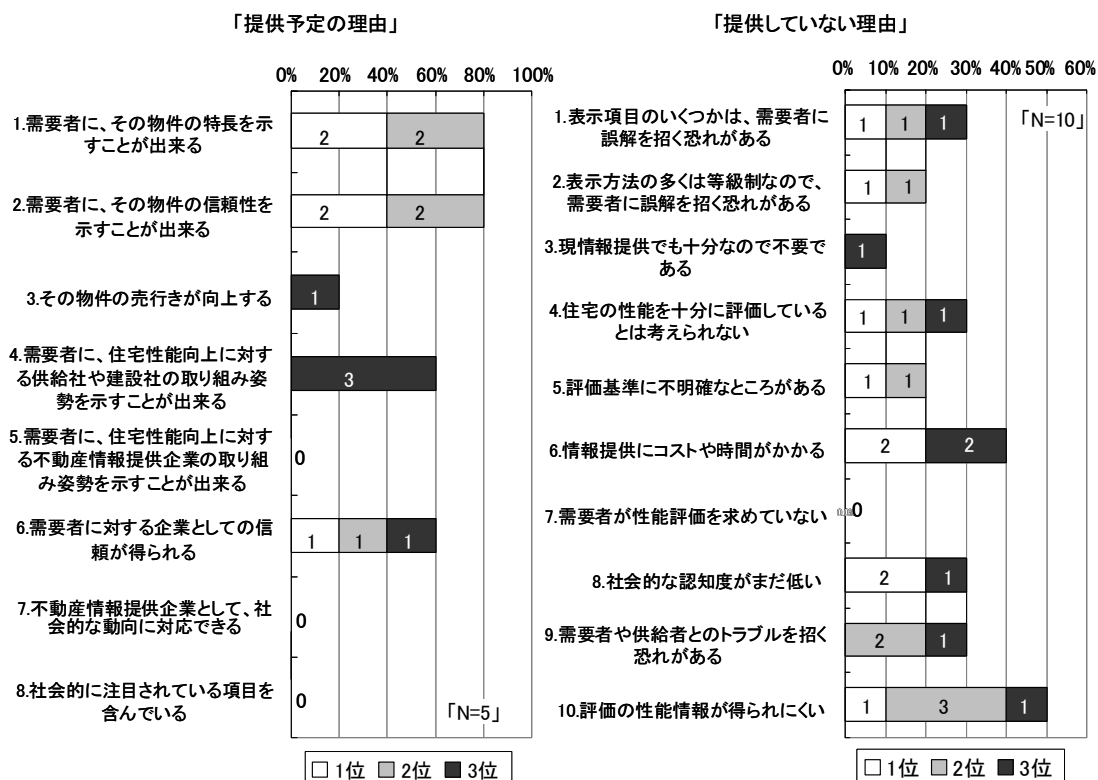 「提供予定の理由」
0% 20% 40% 60% 80% 100%
1.需要者に、その物件の特長を示
すことが出来る
2 2
2.需要者に、その物件の信頼性を
示すことが出来る
2 2
3.その物件の売行きが向上する
1
4.需要者に、住宅性能向上に対す
る供給社や建設社の取り組み姿
勢を示すことが出来る
3
5.需要者に、住宅性能向上に対す
る不動産情報提供企業の取り組
み姿勢を示すことが出来る
0
6.需要者に対する企業としての信
頼が得られる
1 1 1
7.不動産情報提供企業として、社
会的な動向に対応できる
0
8.社会的に注目されている項目を
含んでいる
0
「N=5」
1位 2位 3位
「提供していない理由」
0% 10% 20% 30% 40% 50% 60%
1.表示項目のいくつかは、需要者に
誤解を招く恐れがある
1 1 1
「N=10」
2.表示方法の多くは等級制なので、
需要者に誤解を招く恐れがある
1 1
3.現情報提供でも十分なので不要で
ある
1
4.住宅の性能を十分に評価している
とは考えられない
1 1 1
5.評価基準に不明確なところがある
1 1
6.情報提供にコストや時間がかかる
2 2
7.需要者が性能評価を求めていない
0
8.社会的な認知度がまだ低い
2 1
9.需要者や供給者とのトラブルを招く
恐れがある
2 1
10.評価の性能情報が得られにくい
1 3 1
1位 2位 3位